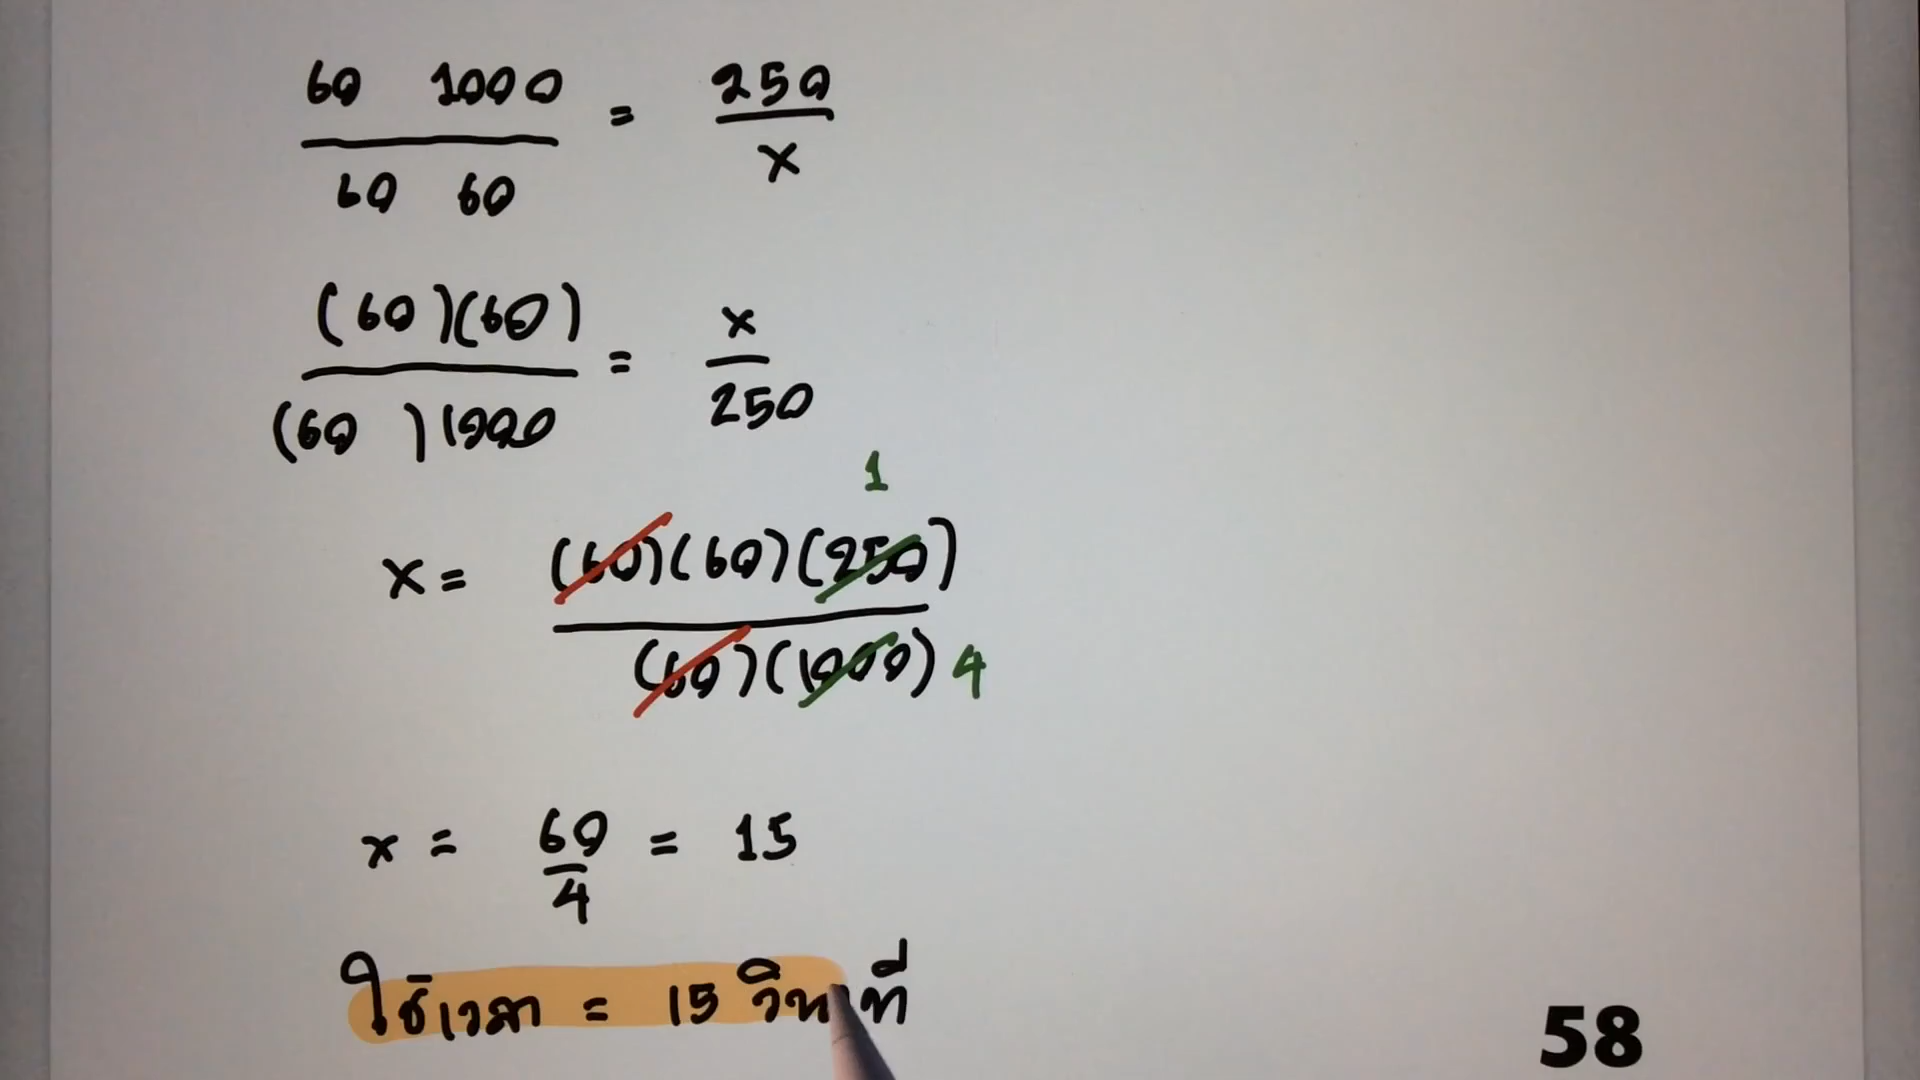 60 1000 = 250
60 60 x
(60)(60) = x
(60 )1000 250
1
x = (60)(60)(250)
(60)(1000) 4
x = 60 = 15
4
ใช้เวลา = 15 วินาที
58